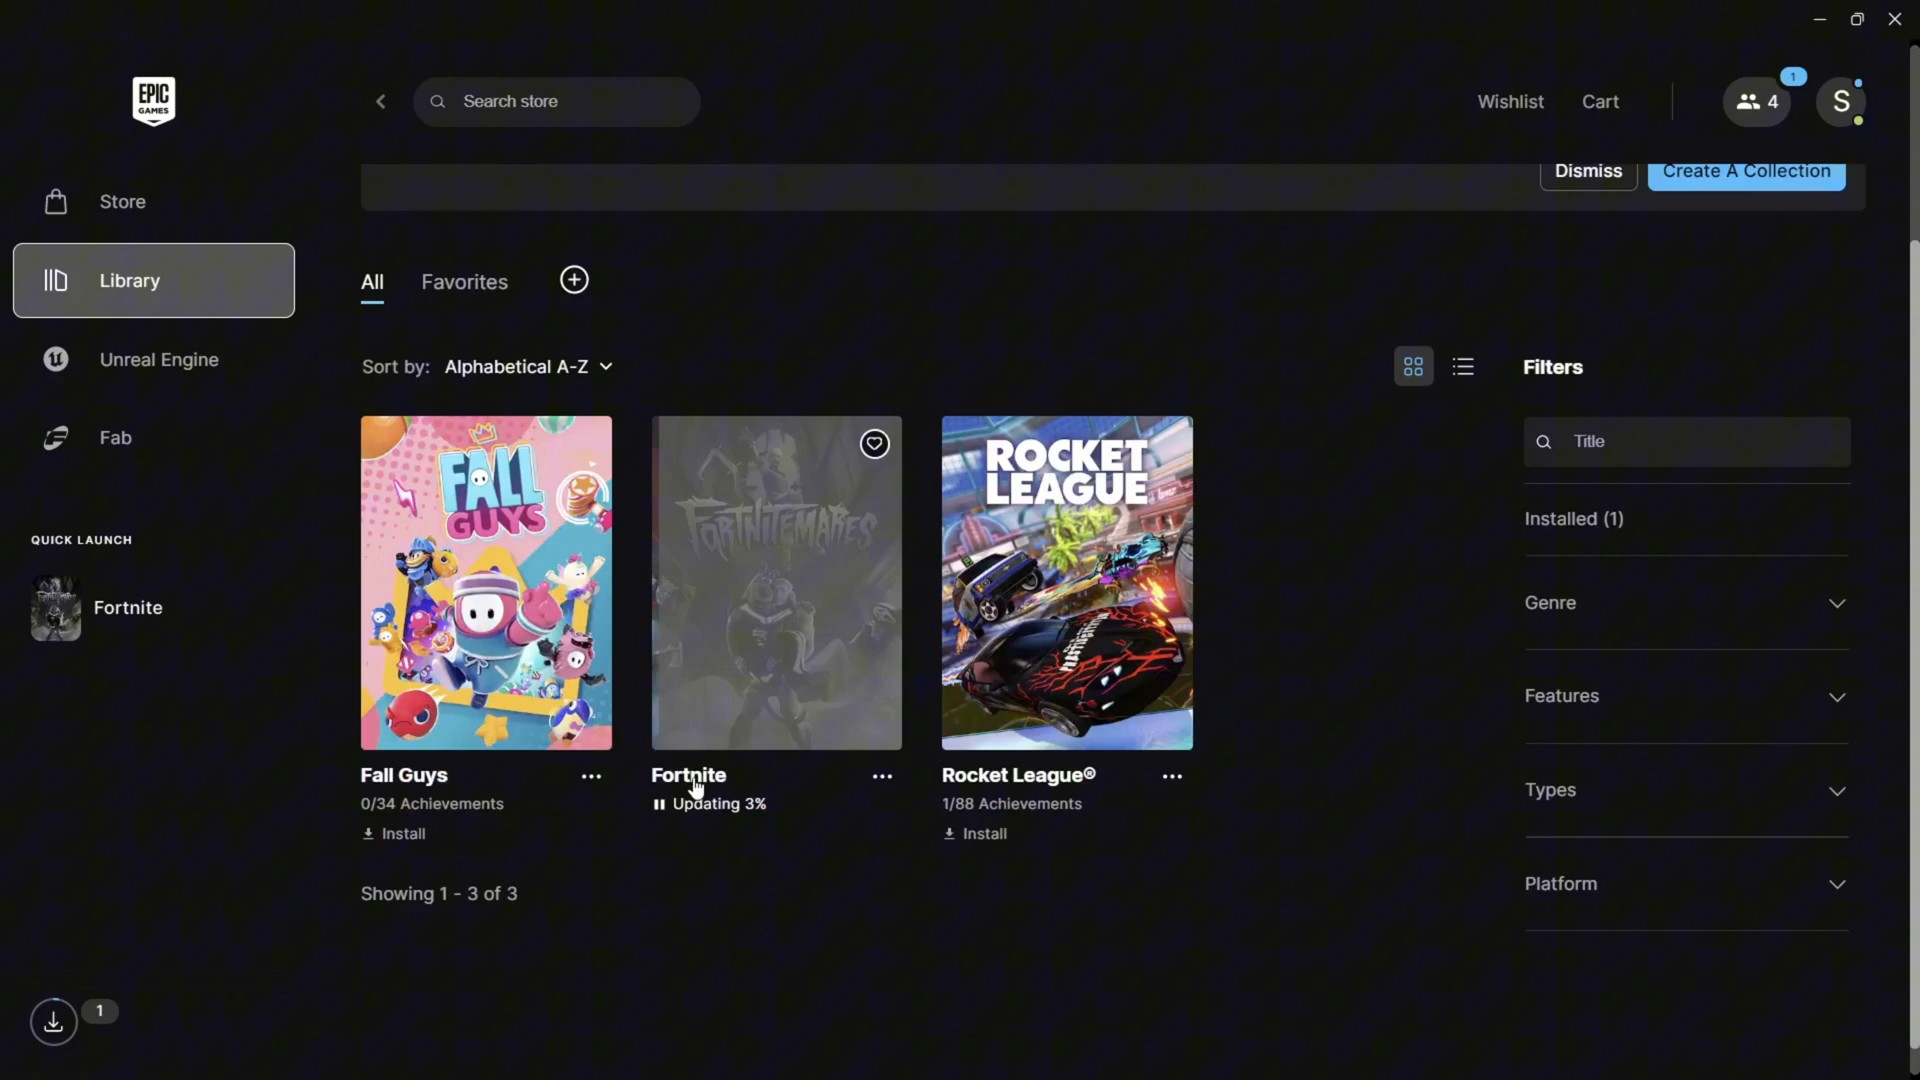 EPIC
GAMES
Search store
Wishlist
Cart
4
1
S
Store
Dismiss
Create A Collection
Library
All
Favorites
Unreal Engine
Sort by: Alphabetical A-Z
Filters
Fab
Title
FALL
GUYS
FORTNITEMARES
ROCKET
LEAGUE
Installed (1)
QUICK LAUNCH
Fortnite
Genre
Features
Fall Guys
Fortnite
Rocket League®
0/34 Achievements
Updating 3%
1/88 Achievements
Install
Install
Types
Showing 1 - 3 of 3
Platform
1